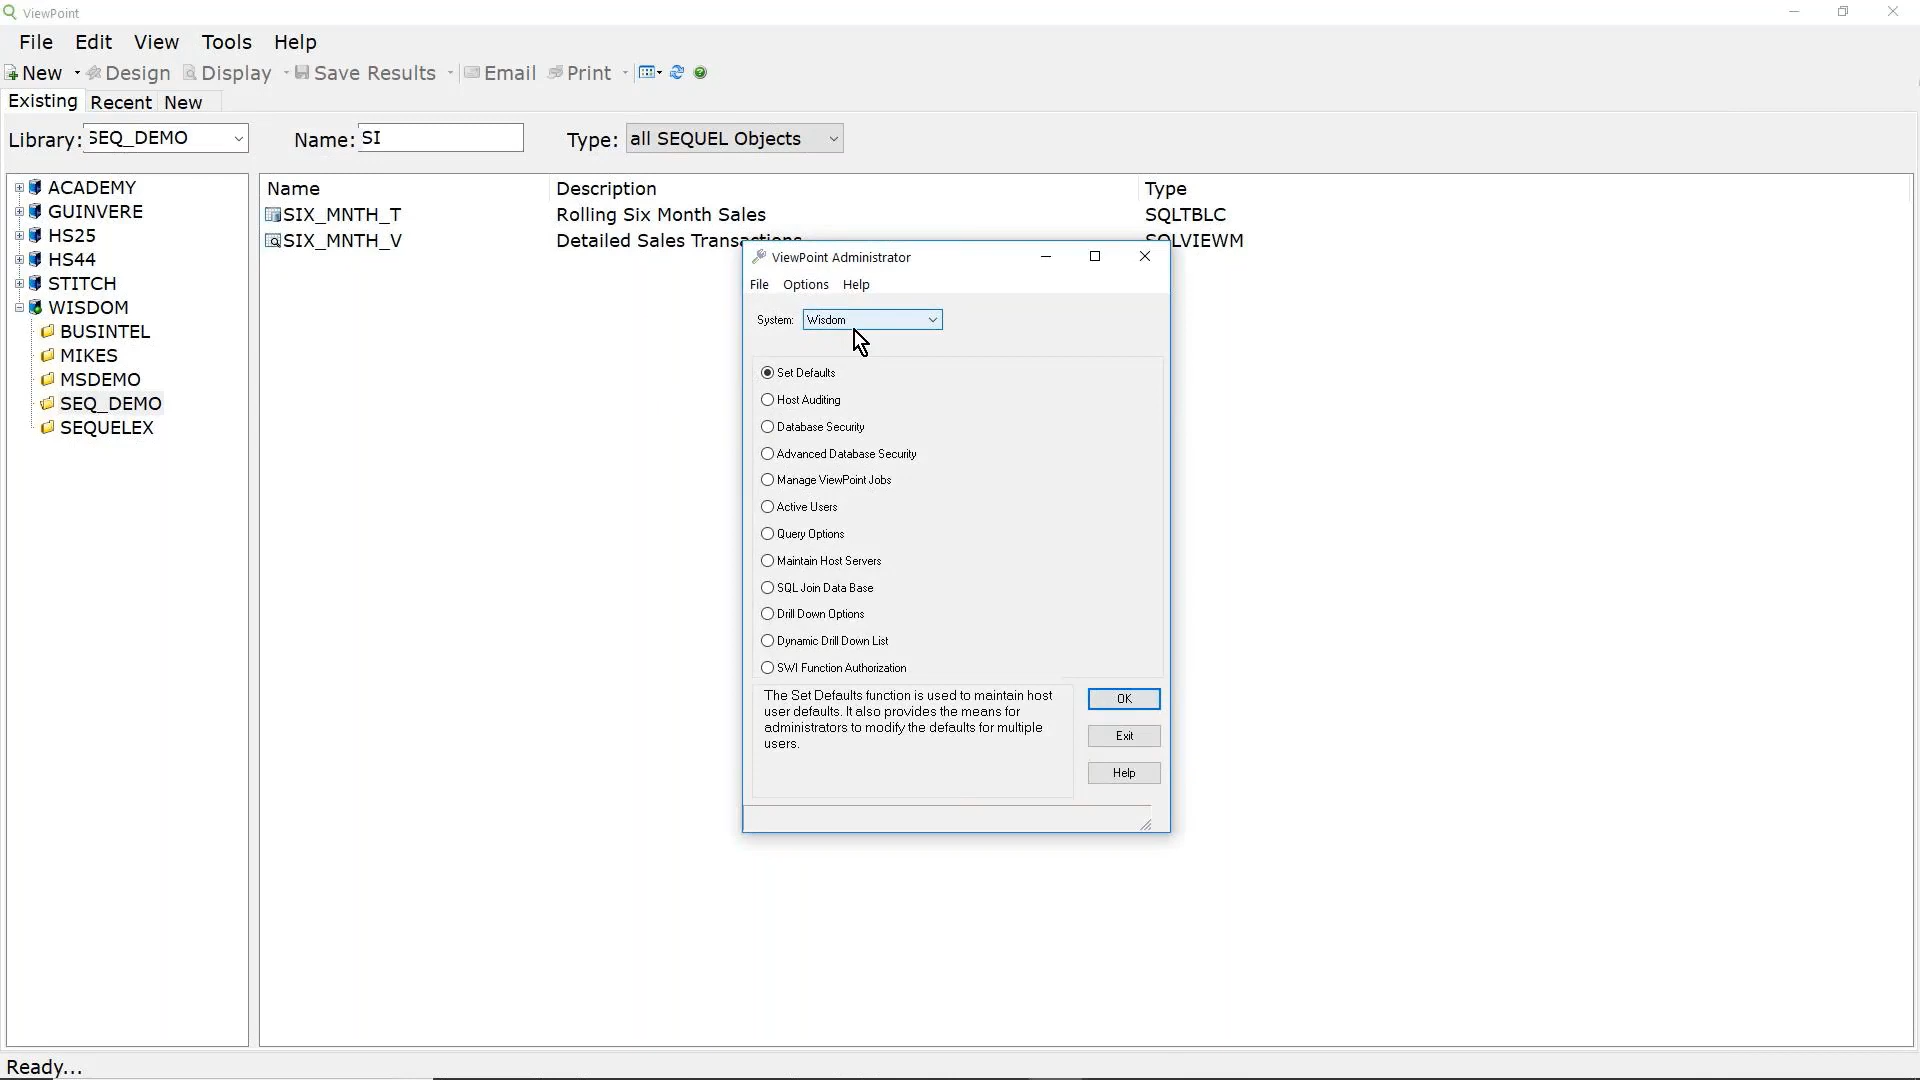 ViewPoint
File Edit View Tools Help
New Design Display Save Results Email Print
Existing Recent New
Library: SEQ_DEMO Name: SI Type: all SEQUEL Objects
ACADEMY
GUINVERE
HS25
HS44
STITCH
WISDOM
BUSINTEL
MIKES
MSDEMO
SEQ_DEMO
SEQUELEX
Name Description Type
SIX_MNTH_T Rolling Six Month Sales SQLTBLC
SIX_MNTH_V Detailed Sales Transactions SQLVIEWM
ViewPoint Administrator
File Options Help
System: Wisdom
Set Defaults
Host Auditing
Database Security
Advanced Database Security
Manage ViewPoint Jobs
Active Users
Query Options
Maintain Host Servers
SQL Join Data Base
Drill Down Options
Dynamic Drill Down List
SWI Function Authorization
The Set Defaults function is used to maintain host
user defaults. It also provides the means for
administrators to modify the defaults for multiple
users.
OK
Exit
Help
Ready...